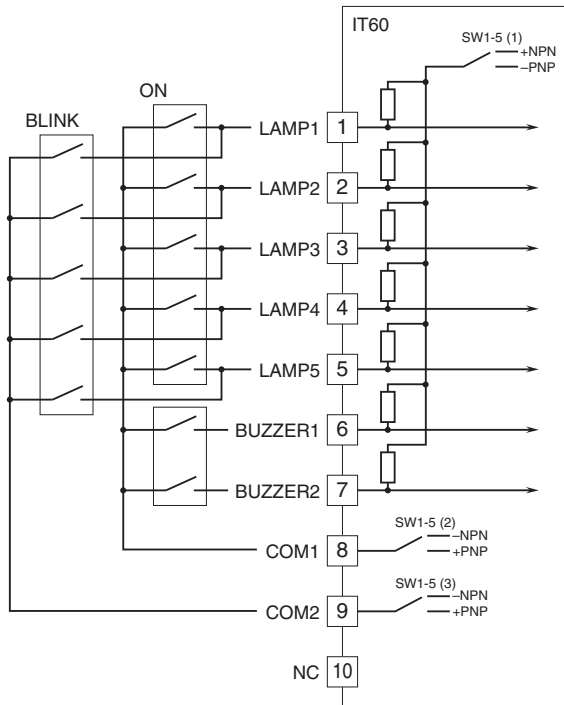 IT60
SW1-5 (1)
+NPN
–PNP
ON
BLINK
LAMP1 1
LAMP2 2
LAMP3 3
LAMP4 4
LAMP5 5
BUZZER1 6
BUZZER2 7
SW1-5 (2)
–NPN
+PNP
COM1 8
SW1-5 (3)
–NPN
+PNP
COM2 9
NC 10